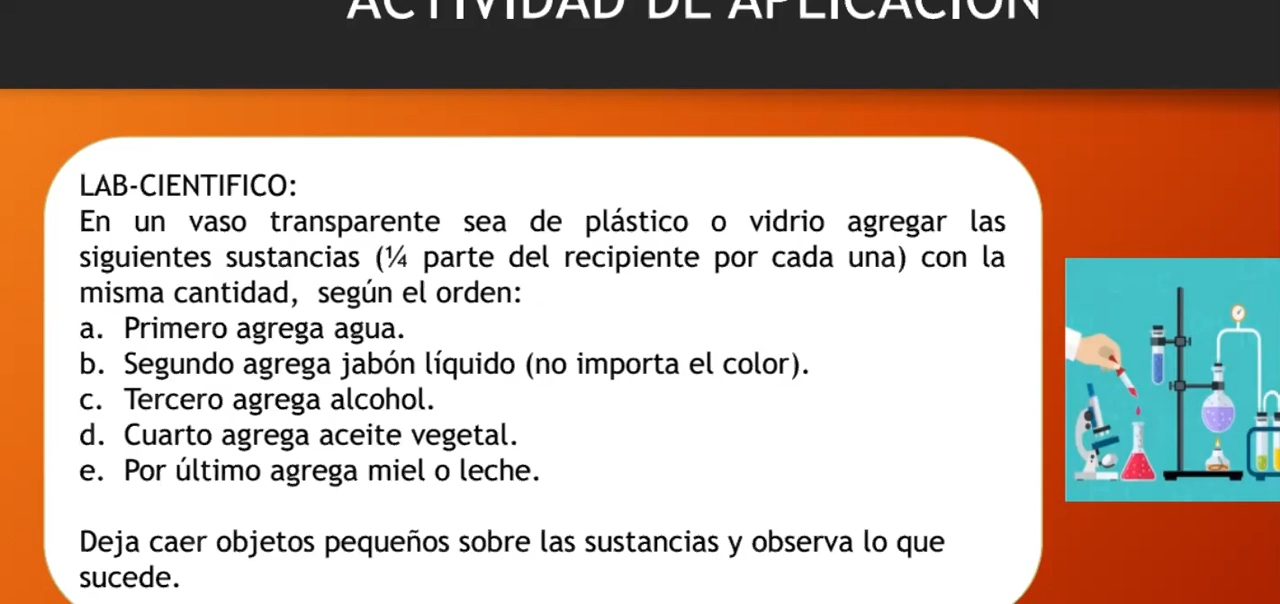 ACTIVIDAD DE APLICACIÓN
LAB-CIENTIFICO:
En un vaso transparente sea de plástico o vidrio agregar las
siguientes sustancias (¼ parte del recipiente por cada una) con la
misma cantidad, según el orden:
a. Primero agrega agua.
b. Segundo agrega jabón líquido (no importa el color).
c. Tercero agrega alcohol.
d. Cuarto agrega aceite vegetal.
e. Por último agrega miel o leche.
Deja caer objetos pequeños sobre las sustancias y observa lo que
sucede.